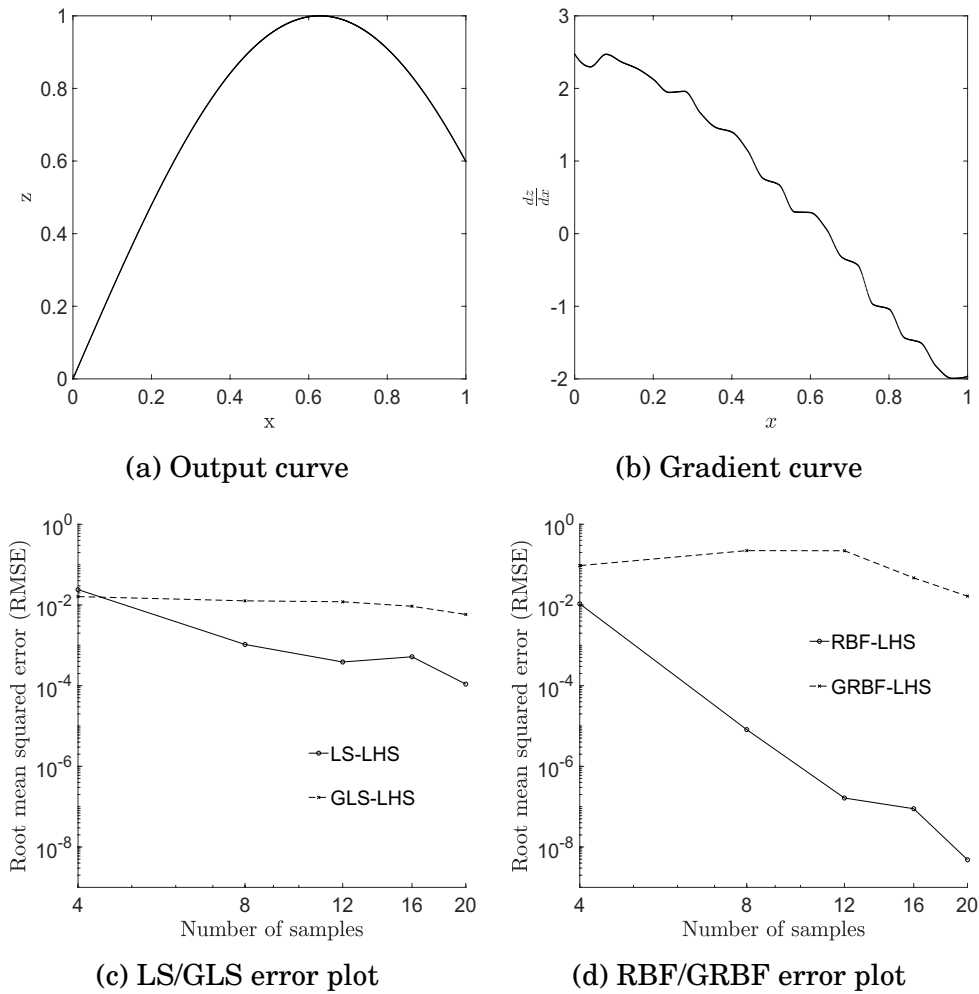 1
0.8
0.6
0.4
0.2
0
z
0 0.2 0.4 0.6 0.8 1
x
(a) Output curve
3
2
1
0
-1
-2
dz
dx
0 0.2 0.4 0.6 0.8 1
x
(b) Gradient curve
10^0
10^-2
10^-4
10^-6
10^-8
Root mean squared error (RMSE)
LS-LHS
GLS-LHS
4 8 12 16 20
Number of samples
(c) LS/GLS error plot
10^0
10^-2
10^-4
10^-6
10^-8
Root mean squared error (RMSE)
RBF-LHS
GRBF-LHS
4 8 12 16 20
Number of samples
(d) RBF/GRBF error plot